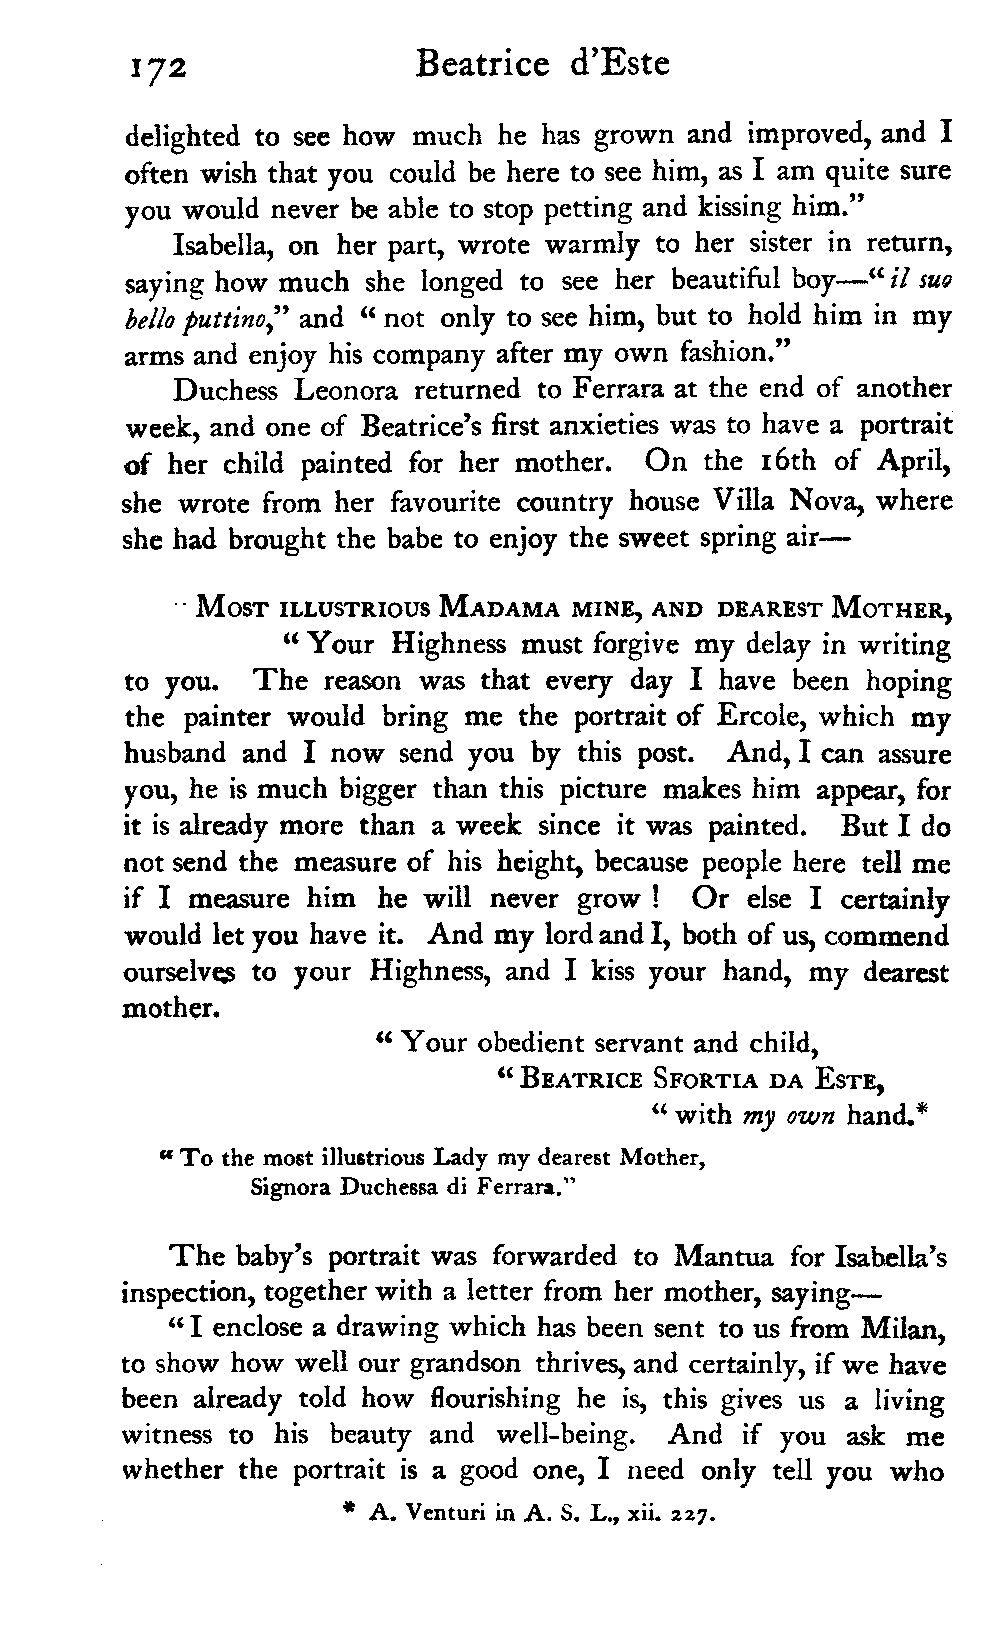 172 Beatrice d'Este
delighted to see how much he has grown and improved, and I
often wish that you could be here to see him, as I am quite sure
you would never be able to stop petting and kissing him."
Isabella, on her part, wrote warmly to her sister in return,
saying how much she longed to see her beautiful boy—"il suo
bello puttino," and "not only to see him, but to hold him in my
arms and enjoy his company after my own fashion."
Duchess Leonora returned to Ferrara at the end of another
week, and one of Beatrice's first anxieties was to have a portrait
of her child painted for her mother. On the 16th of April,
she wrote from her favourite country house Villa Nova, where
she had brought the babe to enjoy the sweet spring air—
"Most illustrious Madama mine, and dearest Mother,
"Your Highness must forgive my delay in writing
to you. The reason was that every day I have been hoping
the painter would bring me the portrait of Ercole, which my
husband and I now send you by this post. And, I can assure
you, he is much bigger than this picture makes him appear, for
it is already more than a week since it was painted. But I do
not send the measure of his height, because people here tell me
if I measure him he will never grow! Or else I certainly
would let you have it. And my lord and I, both of us, commend
ourselves to your Highness, and I kiss your hand, my dearest
mother.
"Your obedient servant and child,
"Beatrice Sfortia da Este,
"with my own hand.*
"To the most illustrious Lady my dearest Mother,
Signora Duchessa di Ferrara."
The baby's portrait was forwarded to Mantua for Isabella's
inspection, together with a letter from her mother, saying—
"I enclose a drawing which has been sent to us from Milan,
to show how well our grandson thrives, and certainly, if we have
been already told how flourishing he is, this gives us a living
witness to his beauty and well-being. And if you ask me
whether the portrait is a good one, I need only tell you who
* A. Venturi in A. S. L., xii. 227.